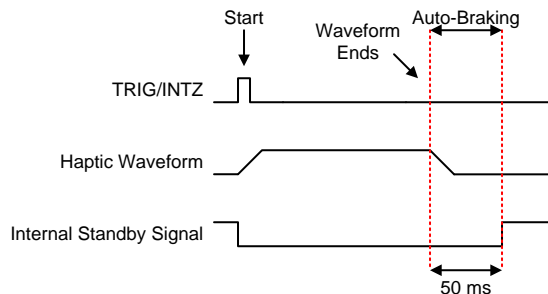 Start
Auto-Braking
Waveform
Ends
TRIG/INTZ
Haptic Waveform
Internal Standby Signal
50 ms